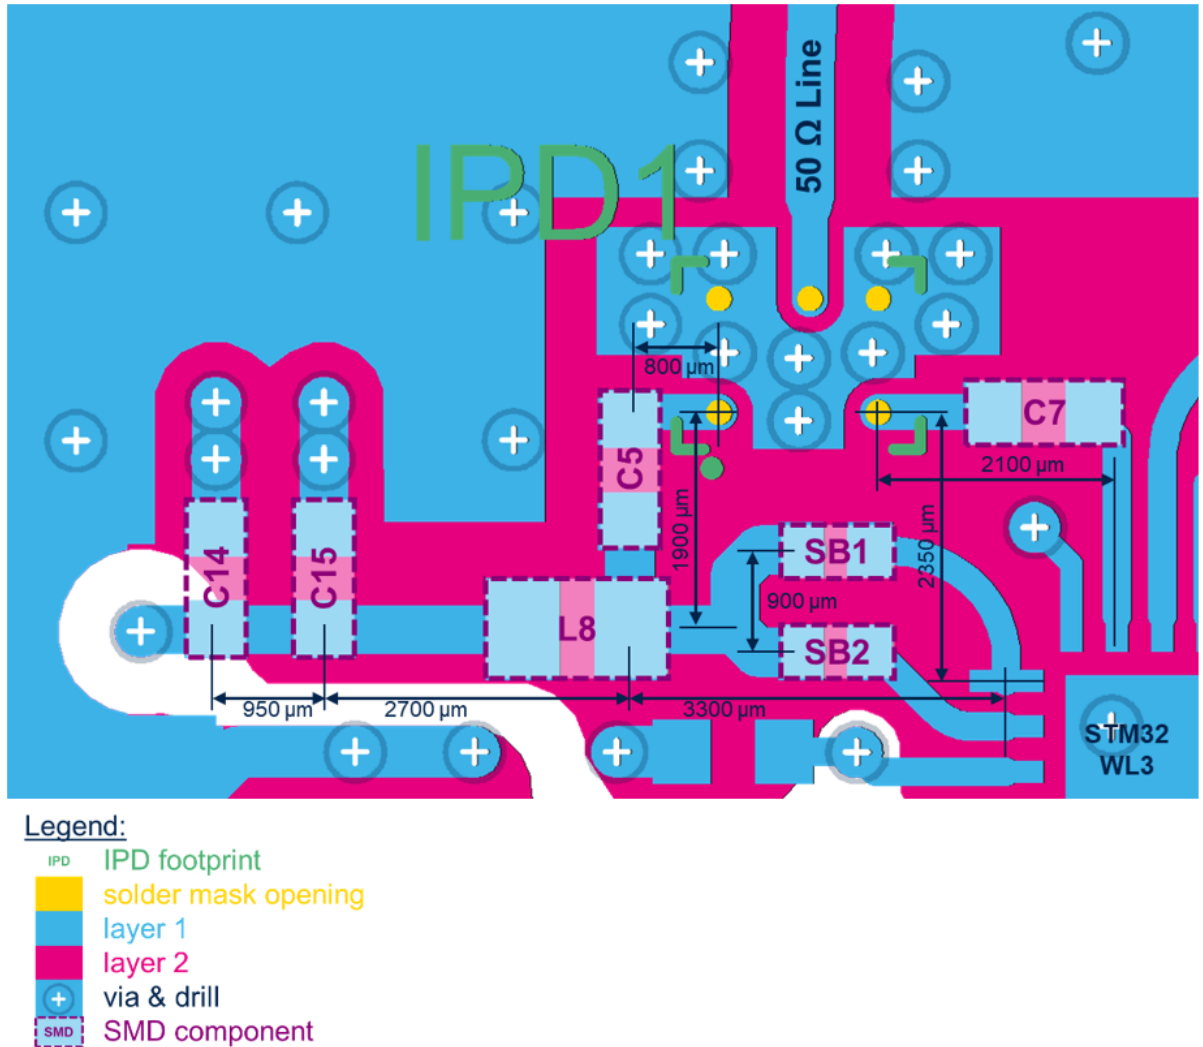 50 Ω Line
IPD1
800 µm
C5
C7
2100 µm
1900 µm
2350 µm
SB1
900 µm
C14
C15
L8
SB2
950 µm
2700 µm
3300 µm
STM32
WL3
Legend:
IPD IPD footprint
solder mask opening
layer 1
layer 2
via & drill
SMD SMD component